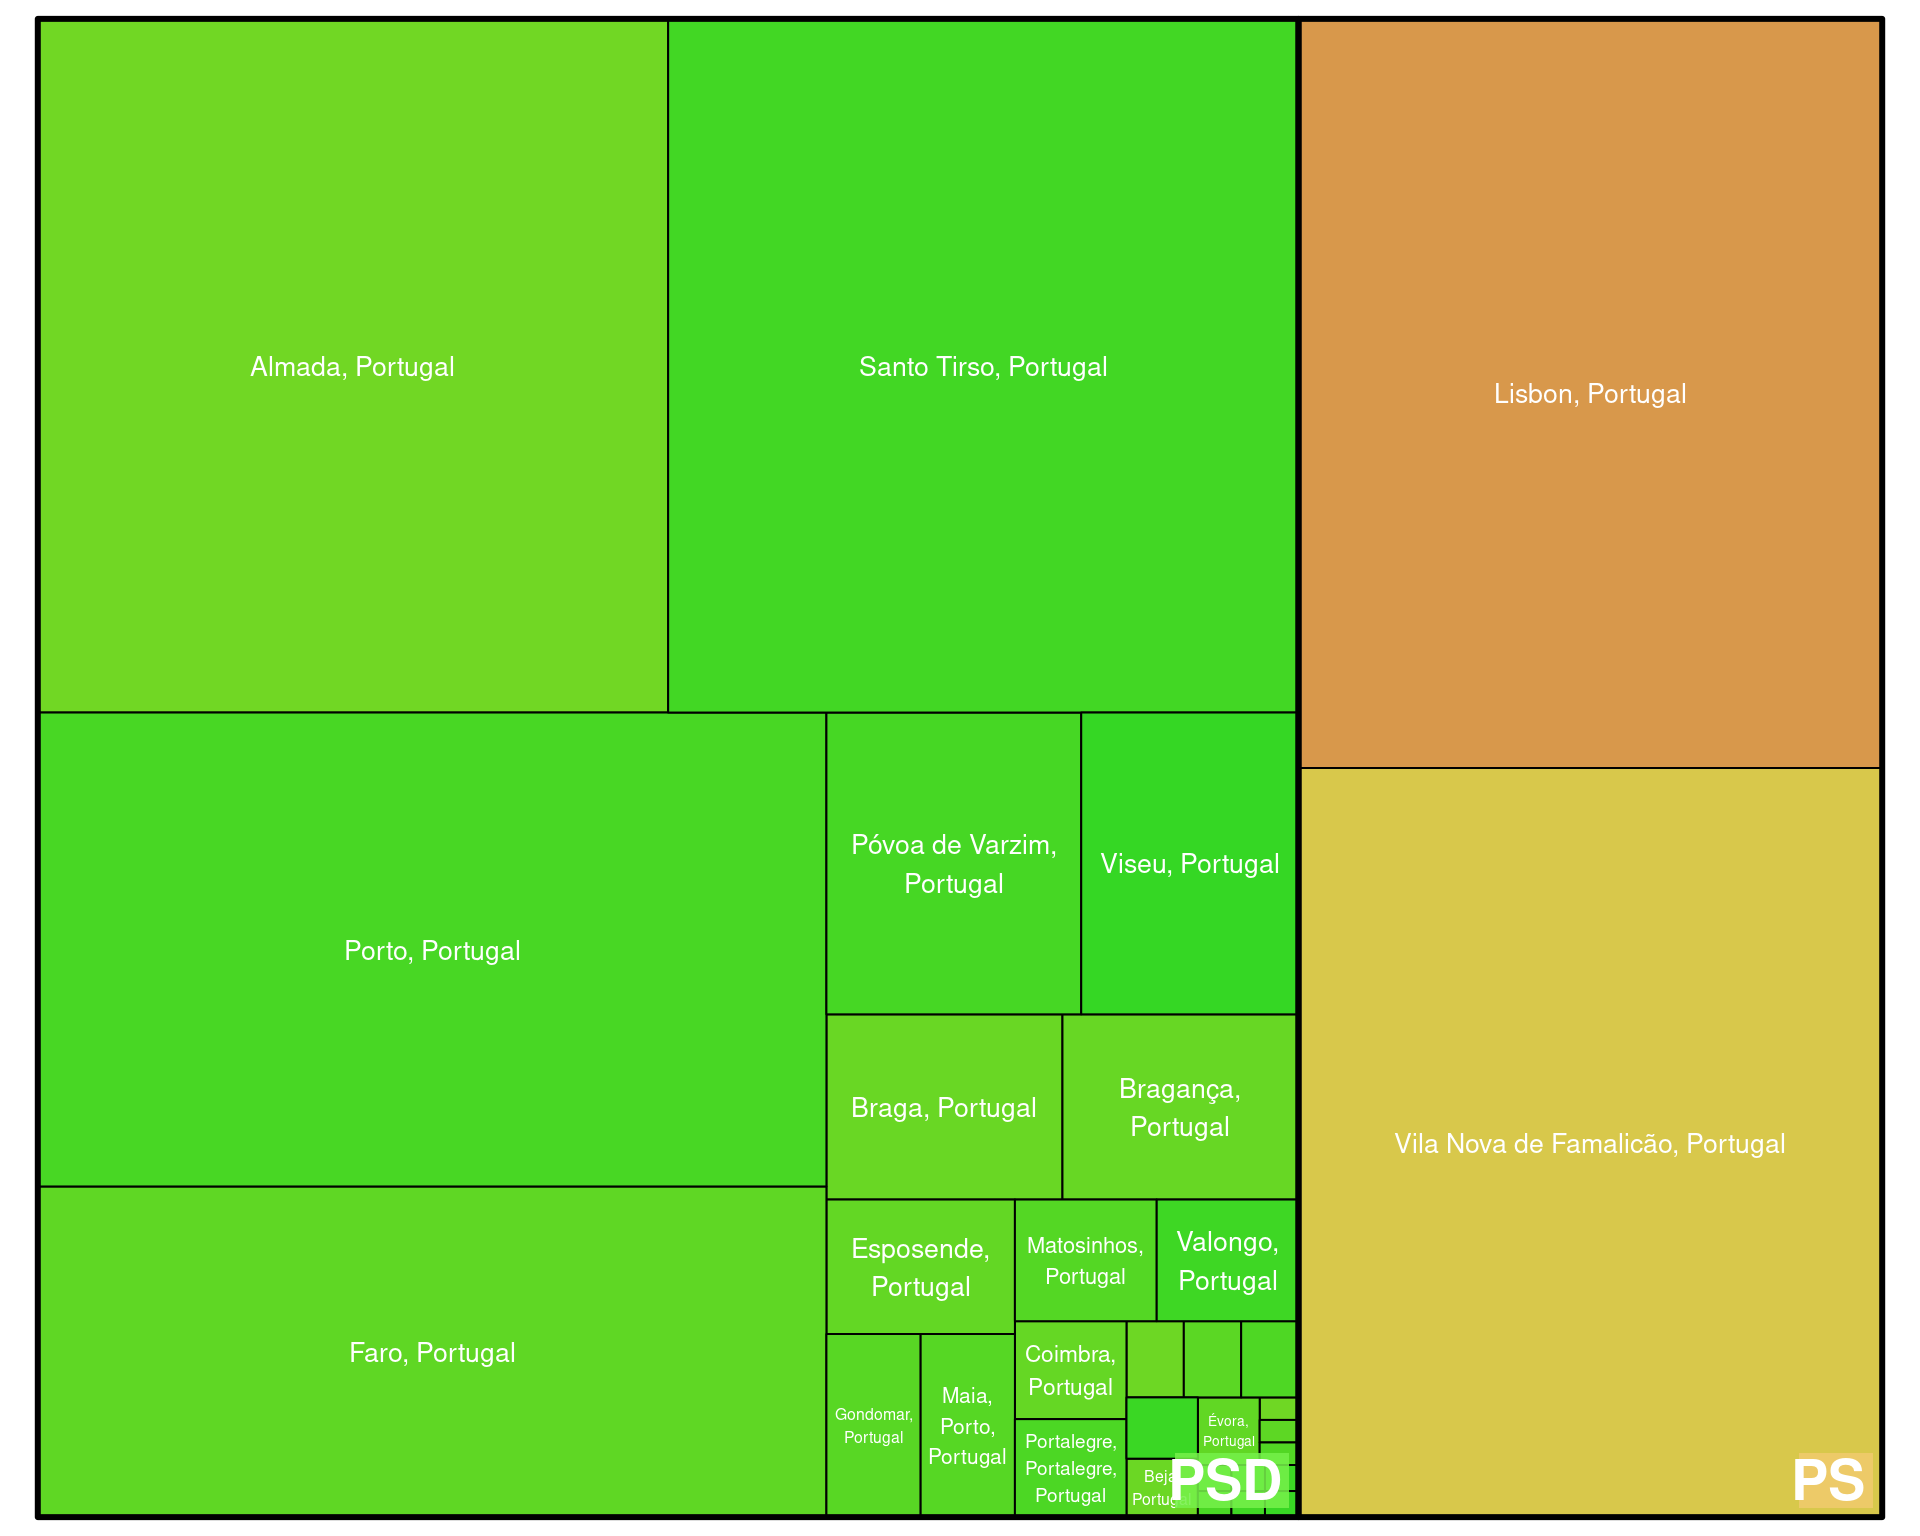 Almada, Portugal
Santo Tirso, Portugal
Lisbon, Portugal
Porto, Portugal
Póvoa de Varzim,
Portugal
Viseu, Portugal
Braga, Portugal
Bragança,
Portugal
Vila Nova de Famalicão, Portugal
Faro, Portugal
Esposende,
Portugal
Matosinhos,
Portugal
Valongo,
Portugal
Gondomar,
Portugal
Maia,
Porto,
Portugal
Coimbra,
Portugal
Portalegre,
Portalegre,
Portugal
Évora,
Portugal
Beja
Portugal
PSD
PS